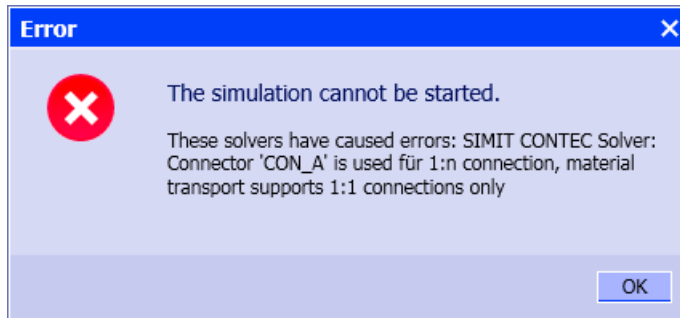 Error
The simulation cannot be started.
These solvers have caused errors: SIMIT CONTEC Solver:
Connector 'CON_A' is used für 1:n connection, material
transport supports 1:1 connections only
OK